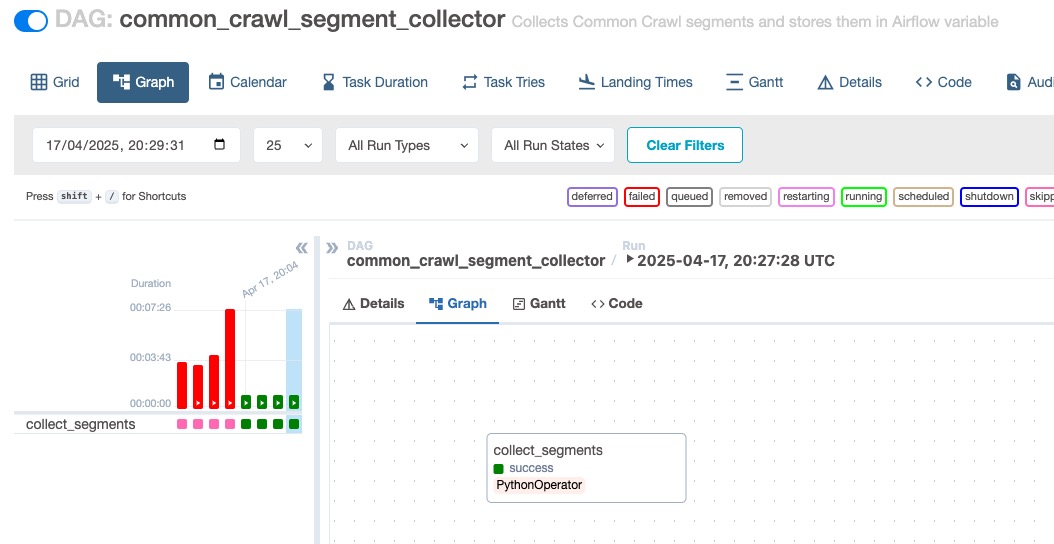 DAG: common_crawl_segment_collector Collects Common Crawl segments and stores them in Airflow variable
Grid Graph Calendar Task Duration Task Tries Landing Times Gantt Details Code Audi
17/04/2025, 20:29:31 25 All Run Types All Run States Clear Filters
Press shift + / for Shortcuts deferred failed queued removed restarting running scheduled shutdown skipp
DAG Run
common_crawl_segment_collector / 2025-04-17, 20:27:28 UTC
Apr 17, 20:04
Duration
00:07:26
00:03:43
00:00:00
collect_segments
Details Graph Gantt Code
collect_segments
success
PythonOperator